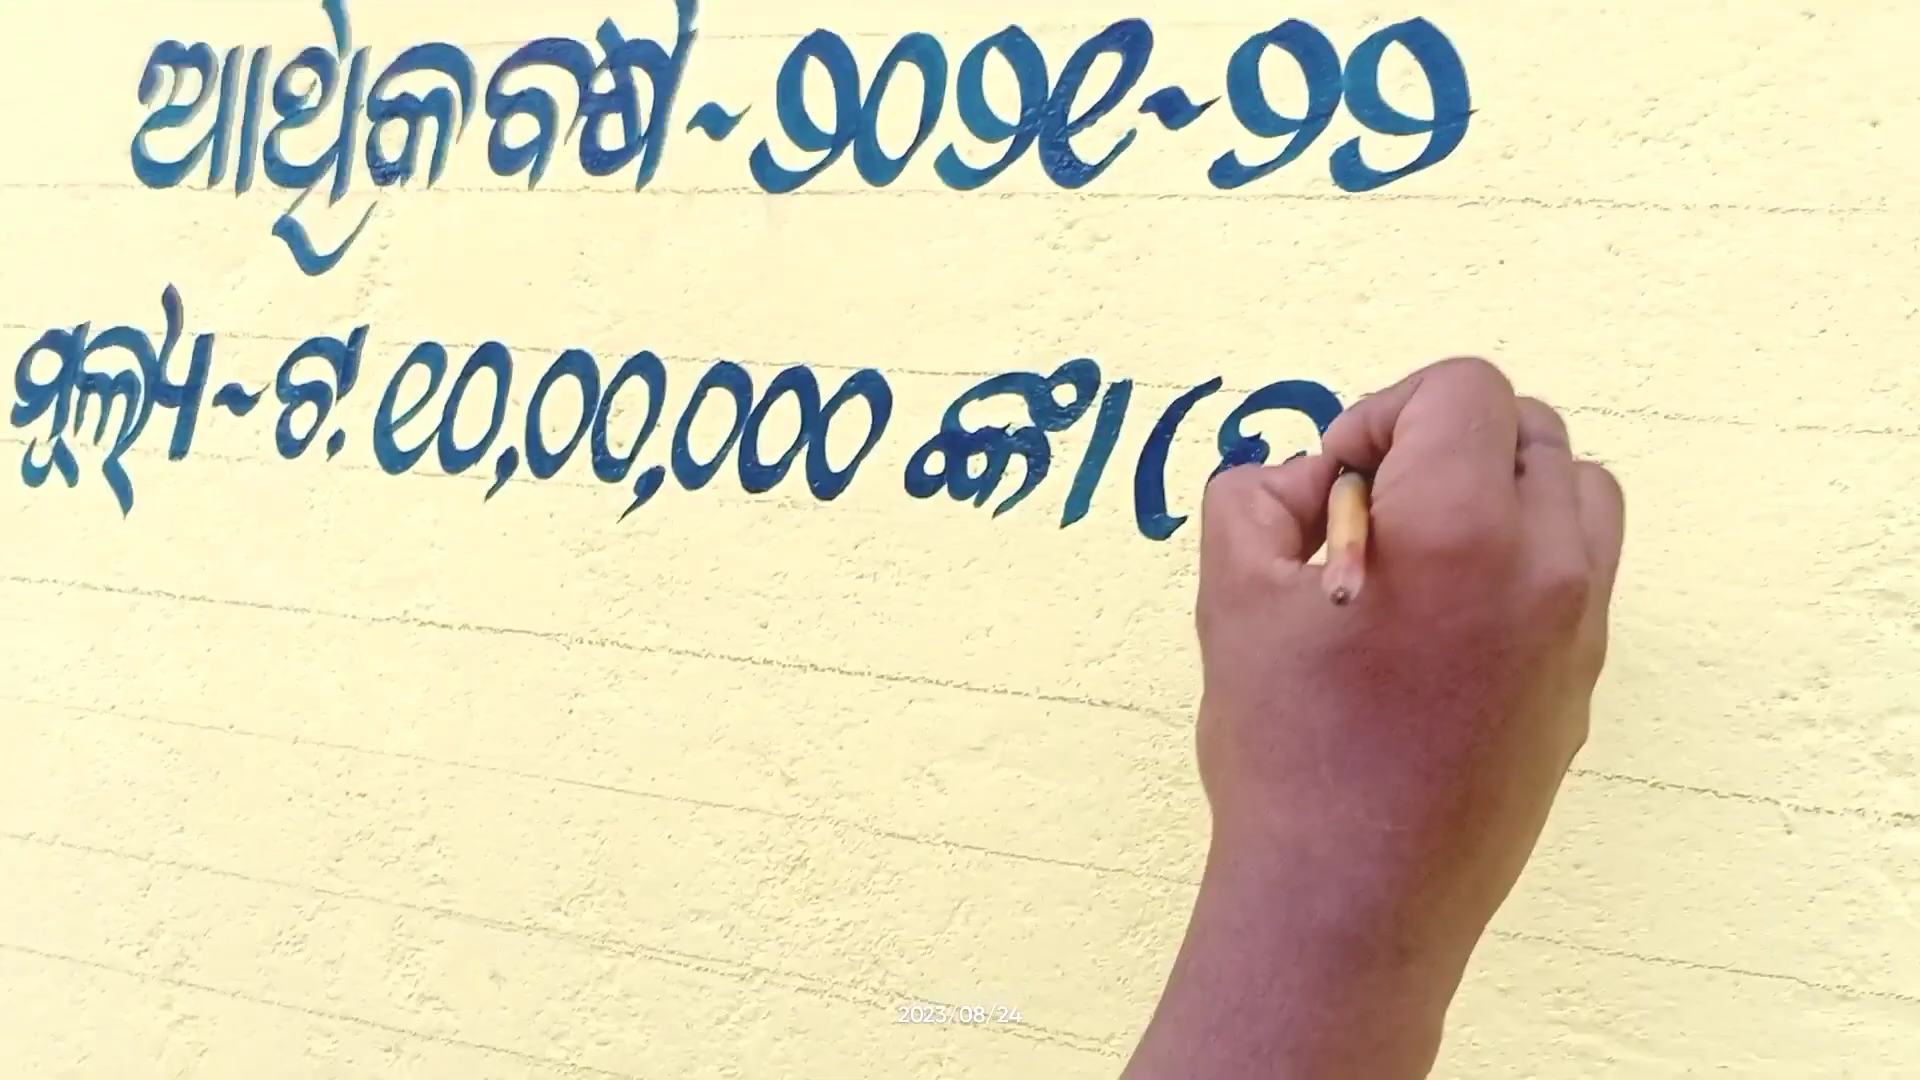 ଆର୍ଥିକ ବର୍ଷ - ୨୦୨୧ - ୨୨
ମୂଲ୍ୟ - ଟ. ୧୦,୦୦,୦୦୦ ଙ୍କା (
2023/08/24